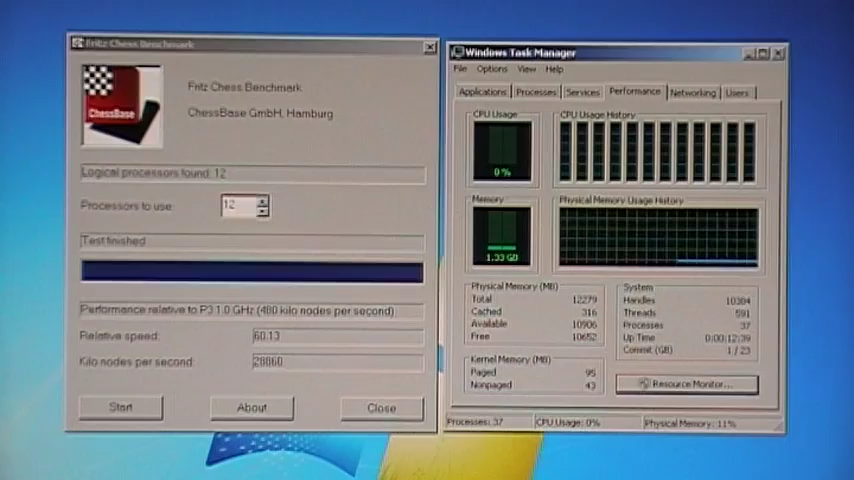 Fritz Chess Benchmark
Fritz Chess Benchmark
ChessBase GmbH, Hamburg
ChessBase
Logical processors found: 12
Processors to use:
12
Test finished
Performance relative to P3 1.0 GHz (480 kilo nodes per second)
Relative speed:
60.13
Kilo nodes per second:
28860
Start
About
Close
Windows Task Manager
File Options View Help
Applications Processes Services Performance Networking Users
CPU Usage
CPU Usage History
0 %
Memory
Physical Memory Usage History
1.33 GB
Physical Memory (MB)
Total 12279
Cached 316
Available 10906
Free 10652
Kernel Memory (MB)
Paged 95
Nonpaged 43
System
Handles 10384
Threads 591
Processes 37
Up Time 0:00:12:39
Commit (GB) 1 / 23
Resource Monitor...
Processes: 37 CPU Usage: 0% Physical Memory: 11%